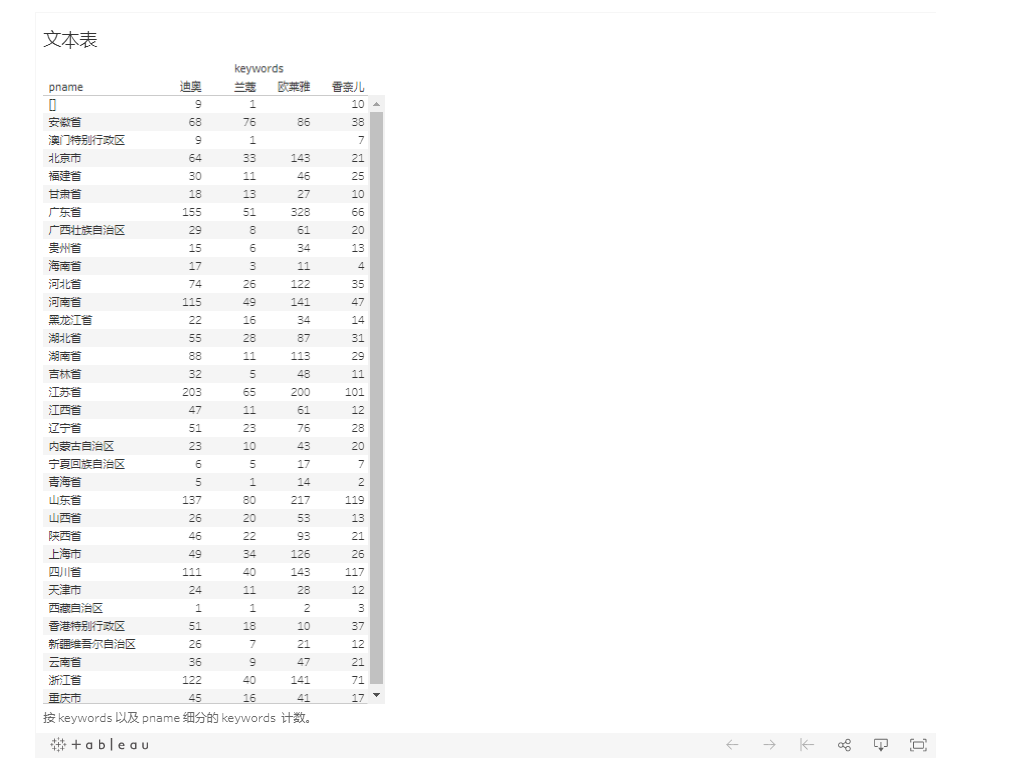 文本表
keywords
pname 迪奥 兰蔻 欧莱雅 香奈儿
[] 9 1 10
安徽省 68 76 86 38
澳门特别行政区 9 1 7
北京市 64 33 143 21
福建省 30 11 46 25
甘肃省 18 13 27 10
广东省 155 51 328 66
广西壮族自治区 29 8 61 20
贵州省 15 6 34 13
海南省 17 3 11 4
河北省 74 26 122 35
河南省 115 49 141 47
黑龙江省 22 16 34 14
湖北省 55 28 87 31
湖南省 88 11 113 29
吉林省 32 5 48 11
江苏省 203 65 200 101
江西省 47 11 61 12
辽宁省 51 23 76 28
内蒙古自治区 23 10 43 20
宁夏回族自治区 6 5 17 7
青海省 5 1 14 2
山东省 137 80 217 119
山西省 26 20 53 13
陕西省 46 22 93 21
上海市 49 34 126 26
四川省 111 40 143 117
天津市 24 11 28 12
西藏自治区 1 1 2 3
香港特别行政区 51 18 10 37
新疆维吾尔自治区 26 7 21 12
云南省 36 9 47 21
浙江省 122 40 141 71
重庆市 45 16 41 17
按 keywords 以及 pname 细分的 keywords 计数。
+ a b | e a u